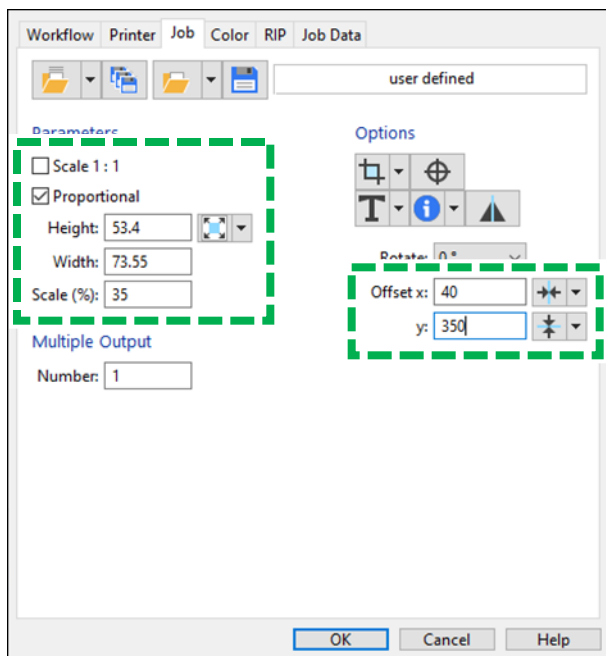 Workflow Printer Job Color RIP Job Data
user defined
Parameters
Scale 1 : 1
Proportional
Height: 53.4
Width: 73.55
Scale (%): 35
Multiple Output
Number: 1
Options
T i
Rotate: 0 °
Offset x: 40
y: 350
OK Cancel Help